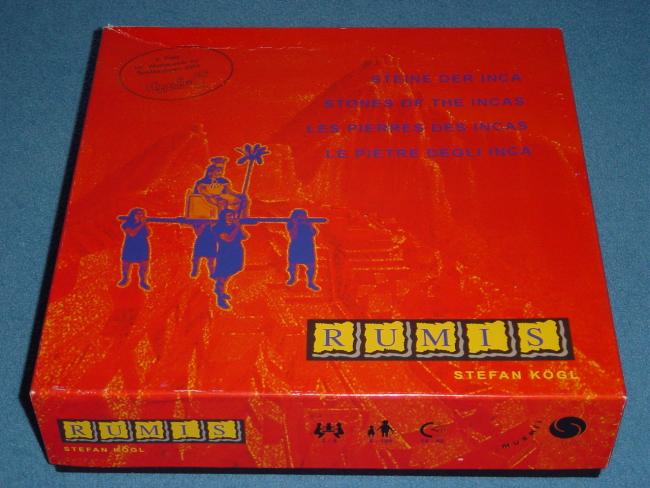 STEINE DER INCA
STONES OF THE INCAS
LES PIERRES DES INCAS
LE PIETRE DEGLI INCA
RUMIS
STEFAN KÖGL
RUMIS
STEFAN KÖGL